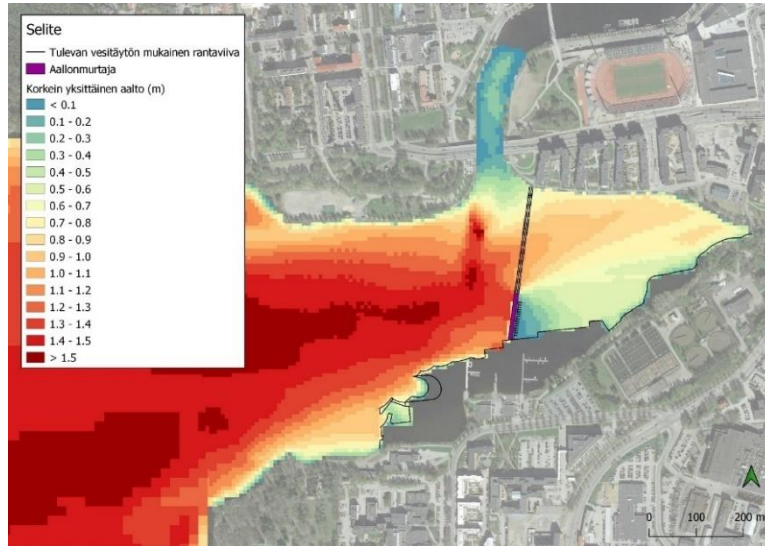 Selite
Tulevan vesitäytön mukainen rantaviiva
Aallonmurtaja
Korkein yksittäinen aalto (m)
< 0.1
0.1 - 0.2
0.2 - 0.3
0.3 - 0.4
0.4 - 0.5
0.5 - 0.6
0.6 - 0.7
0.7 - 0.8
0.8 - 0.9
0.9 - 1.0
1.0 - 1.1
1.1 - 1.2
1.2 - 1.3
1.3 - 1.4
1.4 - 1.5
> 1.5
0 100 200 m